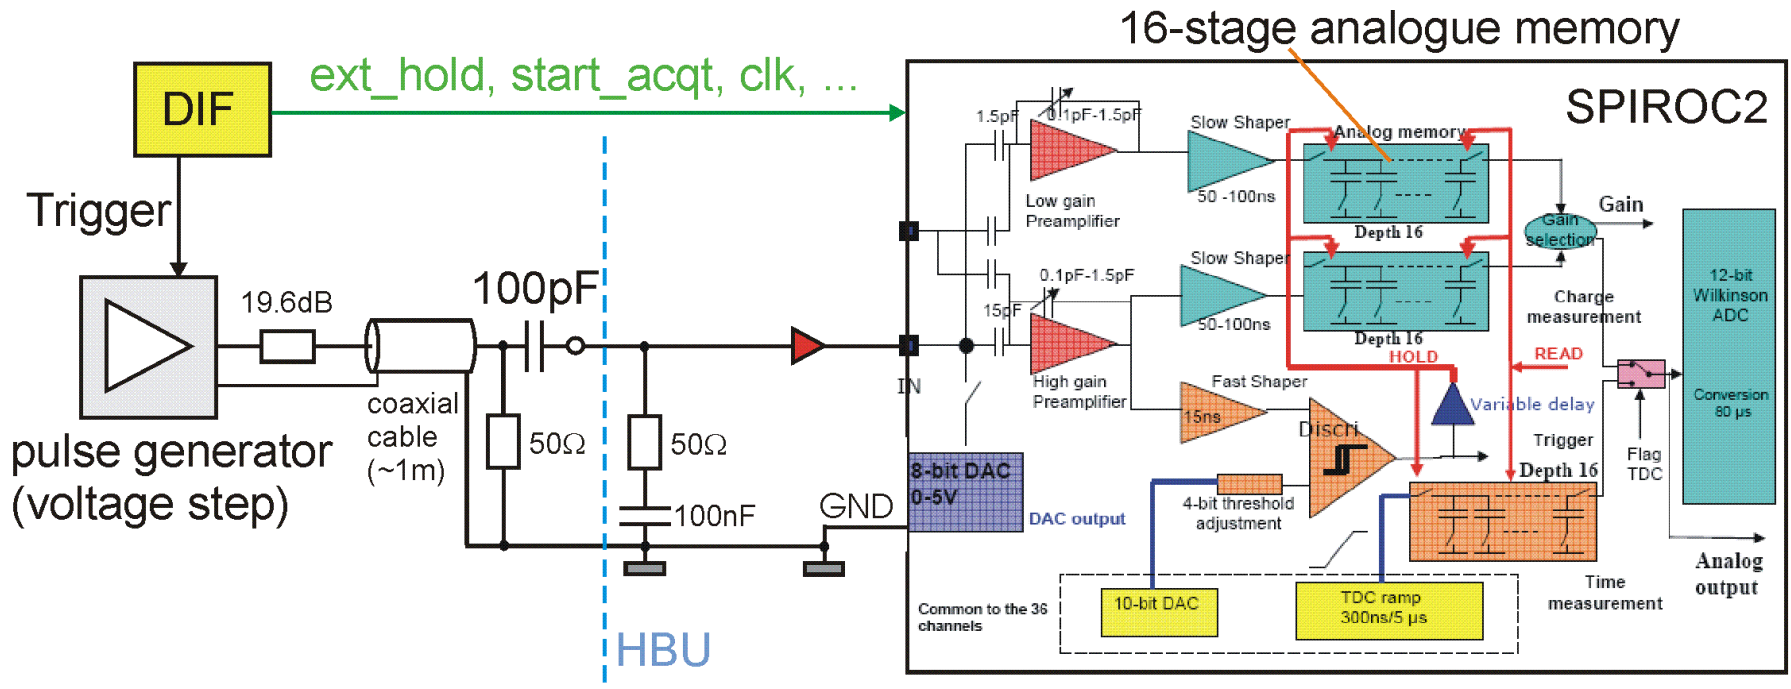 16-stage analogue memory
DIF
ext_hold, start_acqt, clk, ...
SPIROC2
Trigger
1.5pF
0.1pF-1.5pF
Slow Shaper
Analog memory
50 -100ns
Low gain
Preamplifier
Depth 16
Gain
selection
Gain
19.6dB
100pF
15pF
0.1pF-1.5pF
Slow Shaper
50-100ns
Depth 16
Charge
measurement
12-bit
Wilkinson
ADC
Conversion
80 µs
HOLD
READ
IN
High gain
Preamplifier
Fast Shaper
15ns
Discri
Variable delay
Trigger
Depth 16
Flag
TDC
pulse generator
(voltage step)
coaxial
cable
(~1m)
50Ω
50Ω
100nF
GND
8-bit DAC
0-5V
DAC output
4-bit threshold
adjustment
Analog
output
Time
measurement
Common to the 36
channels
10-bit DAC
TDC ramp
300ns/5 µs
HBU